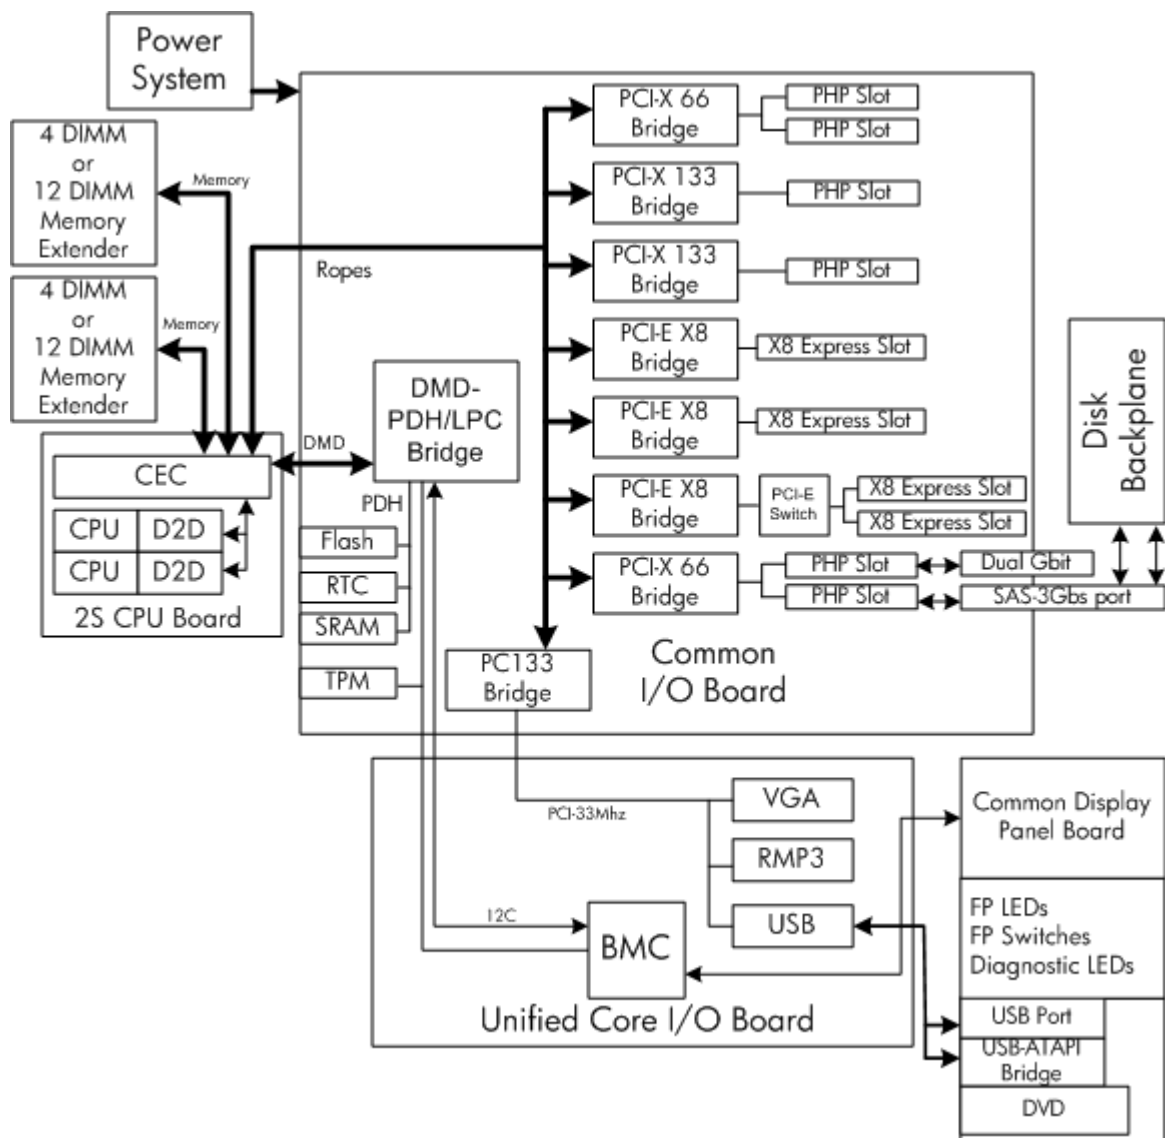 Power
System
4 DIMM
or
12 DIMM
Memory
Extender
Memory
4 DIMM
or
12 DIMM
Memory
Extender
Memory
Ropes
CEC
CPU
D2D
CPU
D2D
2S CPU Board
DMD
DMD-
PDH/LPC
Bridge
PDH
Flash
RTC
SRAM
TPM
PCI-X 66
Bridge
PHP Slot
PHP Slot
PCI-X 133
Bridge
PHP Slot
PCI-X 133
Bridge
PHP Slot
PCI-E X8
Bridge
X8 Express Slot
PCI-E X8
Bridge
X8 Express Slot
PCI-E X8
Bridge
PCI-E
Switch
X8 Express Slot
X8 Express Slot
PCI-X 66
Bridge
PHP Slot
PHP Slot
Dual Gbit
SAS-3Gbs port
Disk
Backplane
PC133
Bridge
Common
I/O Board
PCI-33Mhz
VGA
RMP3
USB
I2C
BMC
Unified Core I/O Board
Common Display
Panel Board
FP LEDs
FP Switches
Diagnostic LEDs
USB Port
USB-ATAPI
Bridge
DVD